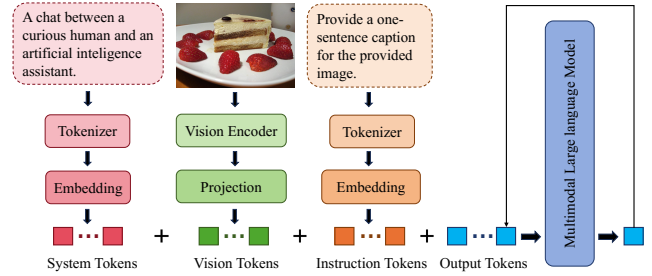 A chat between a
curious human and an
artificial inteligence
assistant.
Provide a one-
sentence caption
for the provided
image.
Tokenizer
Vision Encoder
Tokenizer
Embedding
Projection
Embedding
Multimodal Large language Model
... + ... + ... + ...
System Tokens
Vision Tokens
Instruction Tokens
Output Tokens